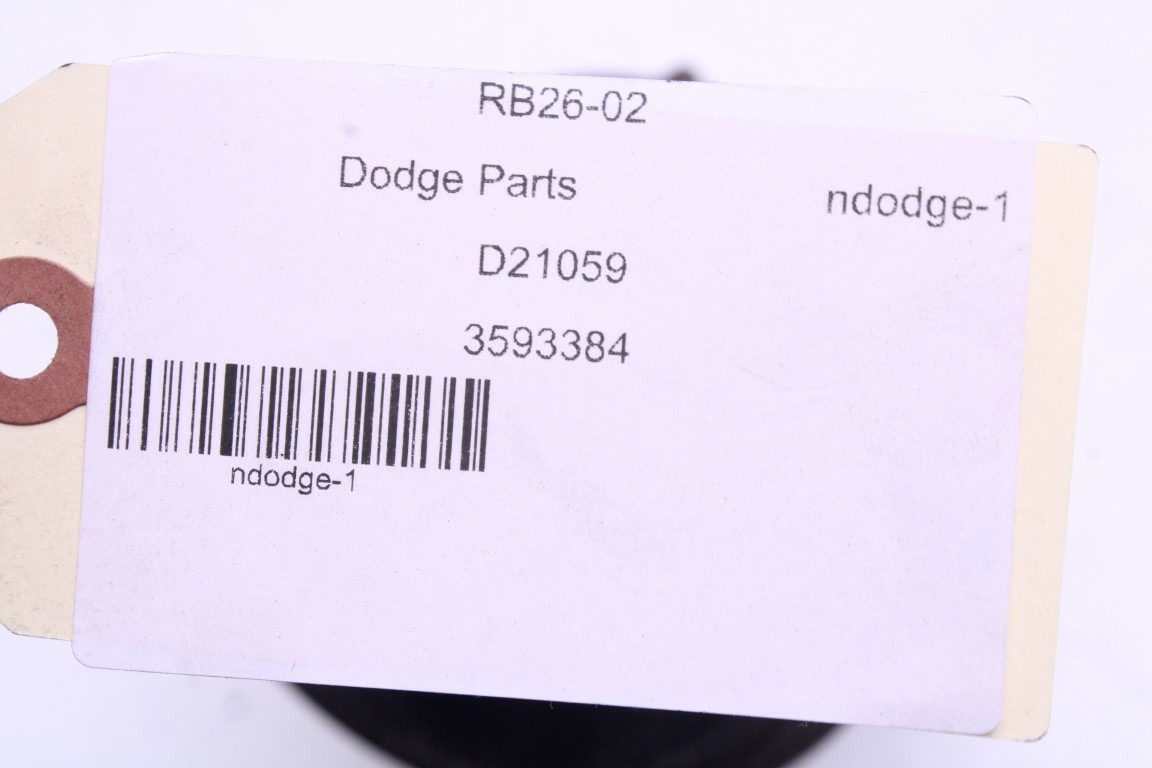 RB26-02
Dodge Parts
ndodge-1
D21059
3593384
ndodge-1